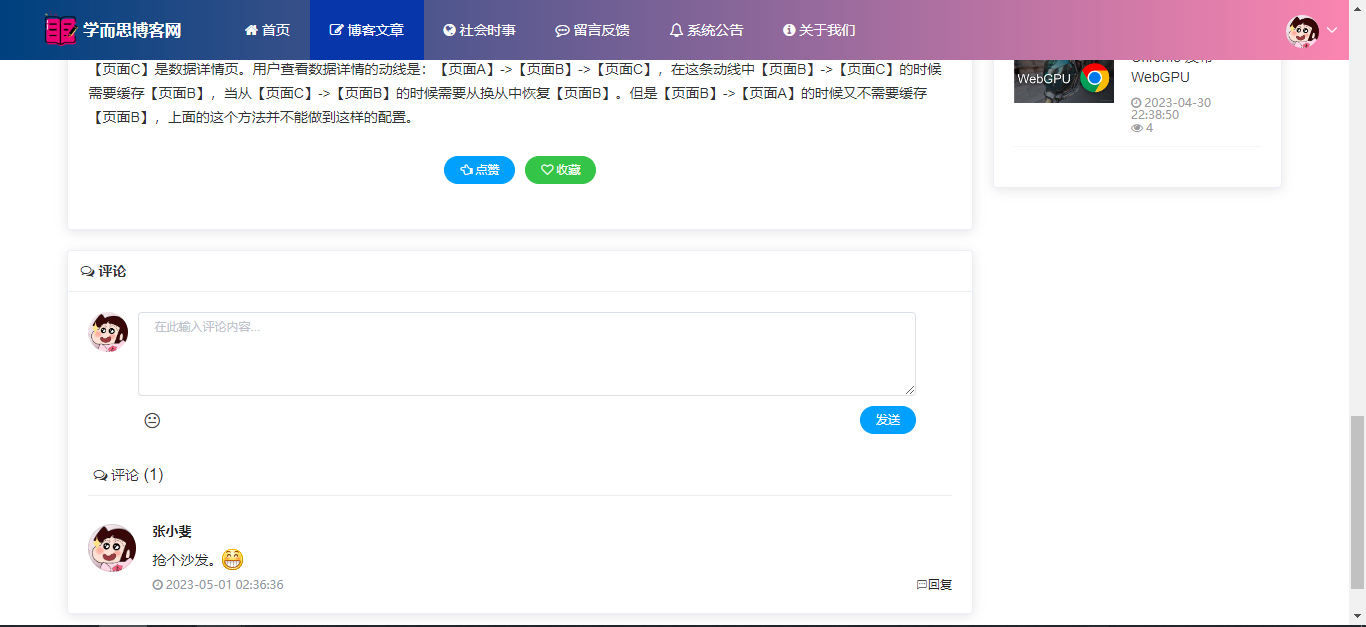 学而思博客网 首页 博客文章 社会时事 留言反馈 系统公告 关于我们
【页面C】是数据详情页。用户查看数据详情的动线是：【页面A】->【页面B】->【页面C】，在这条动线中【页面B】->【页面C】的时候
需要缓存【页面B】，当从【页面C】->【页面B】的时候需要从换从中恢复【页面B】。但是【页面B】->【页面A】的时候又不需要缓存
【页面B】，上面的这个方法并不能做到这样的配置。
点赞 收藏
WebGPU
Chrome 发布
WebGPU
2023-04-30
22:38:50
4
评论
在此输入评论内容...
发送
评论 (1)
张小斐
抢个沙发。
2023-05-01 02:36:36
回复